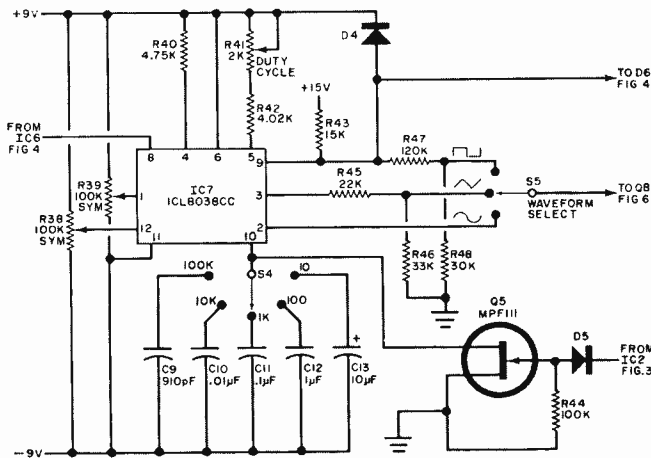 +9V
R40
4.75K
R41
2K
DUTY
CYCLE
D4
TO D6
FIG 4
+15V
R43
15K
R42
4.02K
FROM
IC6
FIG 4
R47
120K
8
4
6
5
9
IC7
1CL8038CC
R39
100K
SYM
1
R45
22K
3
S5
WAVEFORM
SELECT
TO Q8
FIG 6
R38
100K
SYM
12
2
11
10
R46
33K
R48
30K
100K
S4
10
10K
1K
100
Q5
MPF111
D5
FROM
IC2
FIG.3
C9
910pF
C10
.01µF
C11
.1µF
C12
1µF
+
C13
10µF
R44
100K
-9V